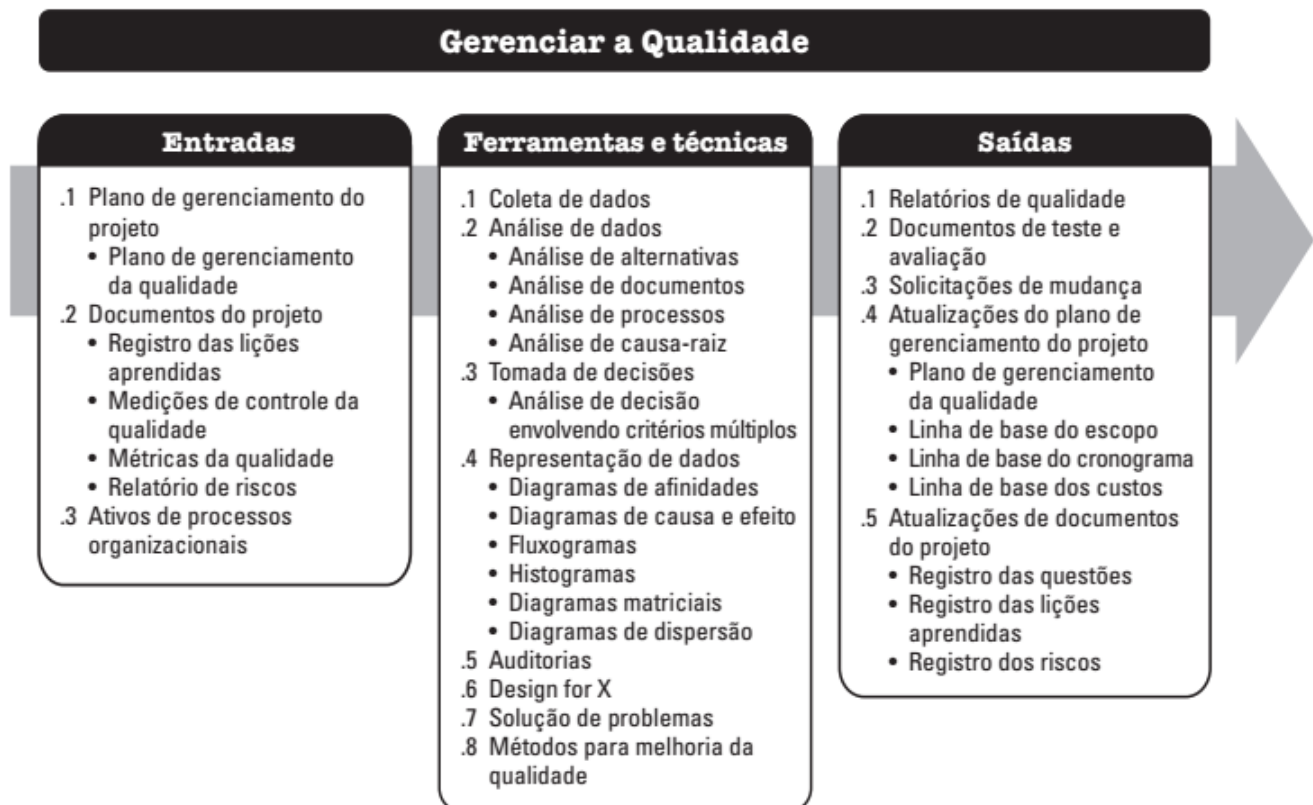 Gerenciar a Qualidade
Entradas
.1 Plano de gerenciamento do
projeto
• Plano de gerenciamento
da qualidade
.2 Documentos do projeto
• Registro das lições
aprendidas
• Medições de controle da
qualidade
• Métricas da qualidade
• Relatório de riscos
.3 Ativos de processos
organizacionais
Ferramentas e técnicas
.1 Coleta de dados
.2 Análise de dados
• Análise de alternativas
• Análise de documentos
• Análise de processos
• Análise de causa-raiz
.3 Tomada de decisões
• Análise de decisão
envolvendo critérios múltiplos
.4 Representação de dados
• Diagramas de afinidades
• Diagramas de causa e efeito
• Fluxogramas
• Histogramas
• Diagramas matriciais
• Diagramas de dispersão
.5 Auditorias
.6 Design for X
.7 Solução de problemas
.8 Métodos para melhoria da
qualidade
Saídas
.1 Relatórios de qualidade
.2 Documentos de teste e
avaliação
.3 Solicitações de mudança
.4 Atualizações do plano de
gerenciamento do projeto
• Plano de gerenciamento
da qualidade
• Linha de base do escopo
• Linha de base do cronograma
• Linha de base dos custos
.5 Atualizações de documentos
do projeto
• Registro das questões
• Registro das lições
aprendidas
• Registro dos riscos